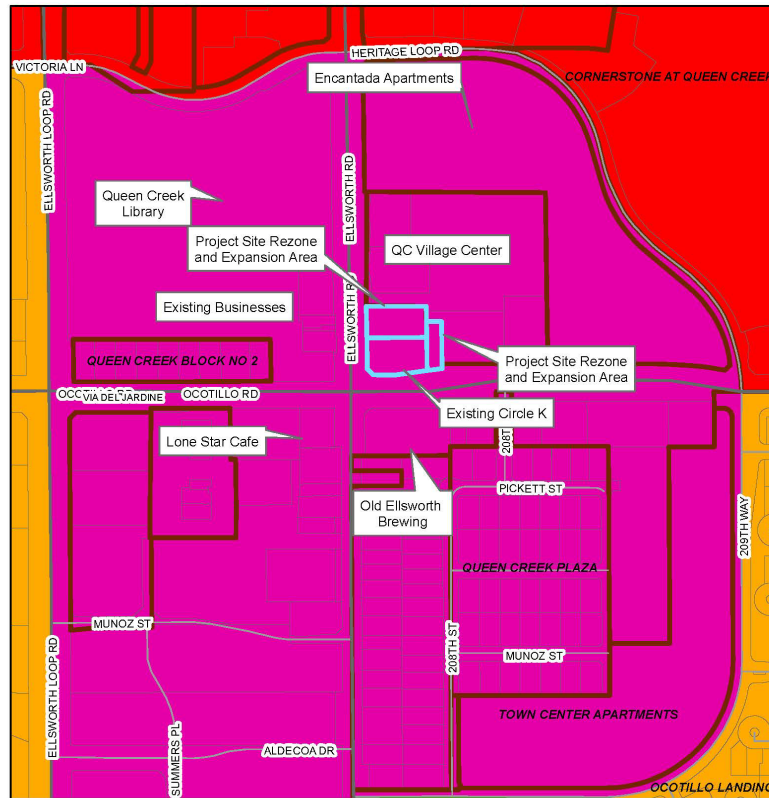 HERITAGE LOOP RD
VICTORIA LN
Encantada Apartments
CORNERSTONE AT QUEEN CREEK
ELLSWORTH LOOP RD
ELLSWORTH RD
Queen Creek
Library
Project Site Rezone
and Expansion Area
QC Village Center
Existing Businesses
ELLSWORTH RD
QUEEN CREEK BLOCK NO 2
Project Site Rezone
and Expansion Area
VIA DEL JARDINE
OCOTILLO RD
Existing Circle K
Lone Star Cafe
PICKETT ST
Old Ellsworth
Brewing
209TH WAY
QUEEN CREEK PLAZA
MUNOZ ST
208TH ST
MUNOZ ST
ELLSWORTH LOOP RD
SUMMERS PL
TOWN CENTER APARTMENTS
ALDECOA DR
OCOTILLO LANDING